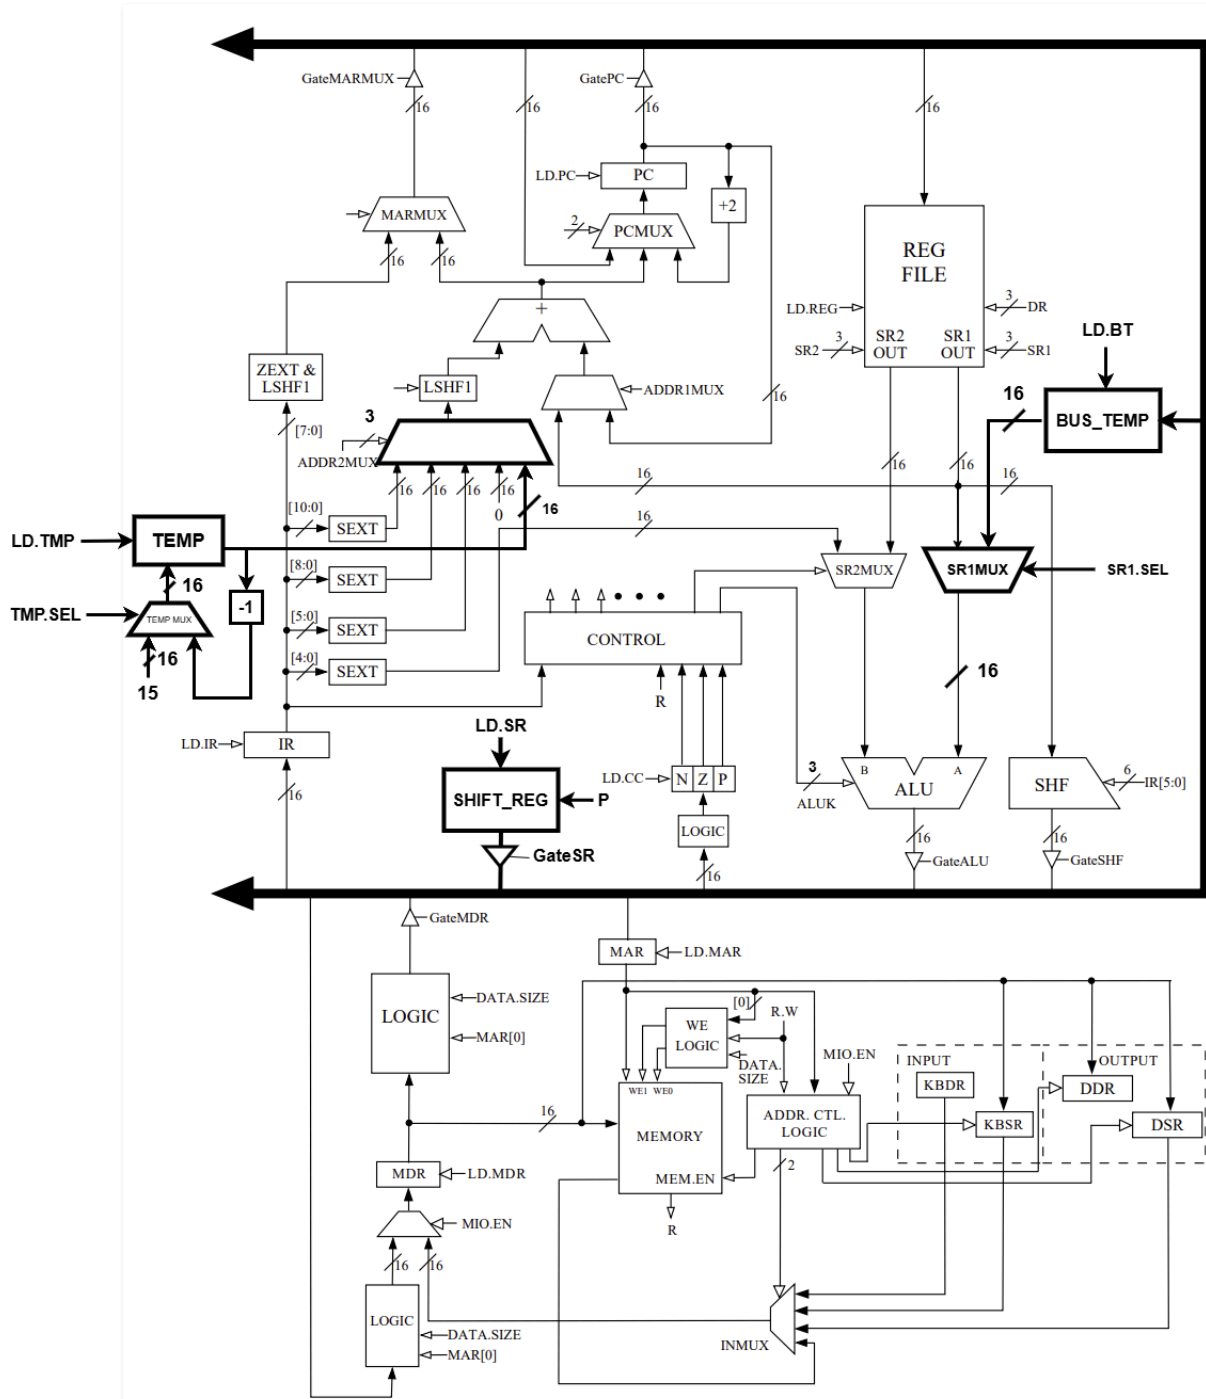 GateMARMUX
GatePC
16
16
16
16
LD.PC
PC
+2
MARMUX
2
PCMUX
16
16
REG
FILE
+
LD.REG
3
DR
SR2
3
SR2
OUT
SR1
OUT
3
SR1
LD.BT
ZEXT &
LSHF1
LSHF1
ADDR1MUX
16
16
BUS_TEMP
[7:0]
3
ADDR2MUX
16
16
16
16
16
0
16
16
16
16
16
LD.TMP
TEMP
[10:0]
SEXT
16
SR2MUX
SR1MUX
SR1.SEL
TMP.SEL
TEMP MUX
-1
[8:0]
SEXT
16
15
[5:0]
SEXT
[4:0]
SEXT
CONTROL
R
16
LD.IR
IR
16
LD.SR
SHIFT_REG
P
GateSR
LD.CC
N Z P
LOGIC
16
3
ALUK
B
A
ALU
16
GateALU
SHF
6
IR[5:0]
16
GateSHF
GateMDR
MAR
LD.MAR
LOGIC
DATA.SIZE
MAR[0]
[0]
WE
LOGIC
R.W
DATA.
SIZE
MIO.EN
INPUT
OUTPUT
KBDR
DDR
KBSR
DSR
WE1 WE0
16
MEMORY
MEM.EN
ADDR. CTL.
LOGIC
2
R
MDR
LD.MDR
MIO.EN
16
16
LOGIC
DATA.SIZE
MAR[0]
INMUX